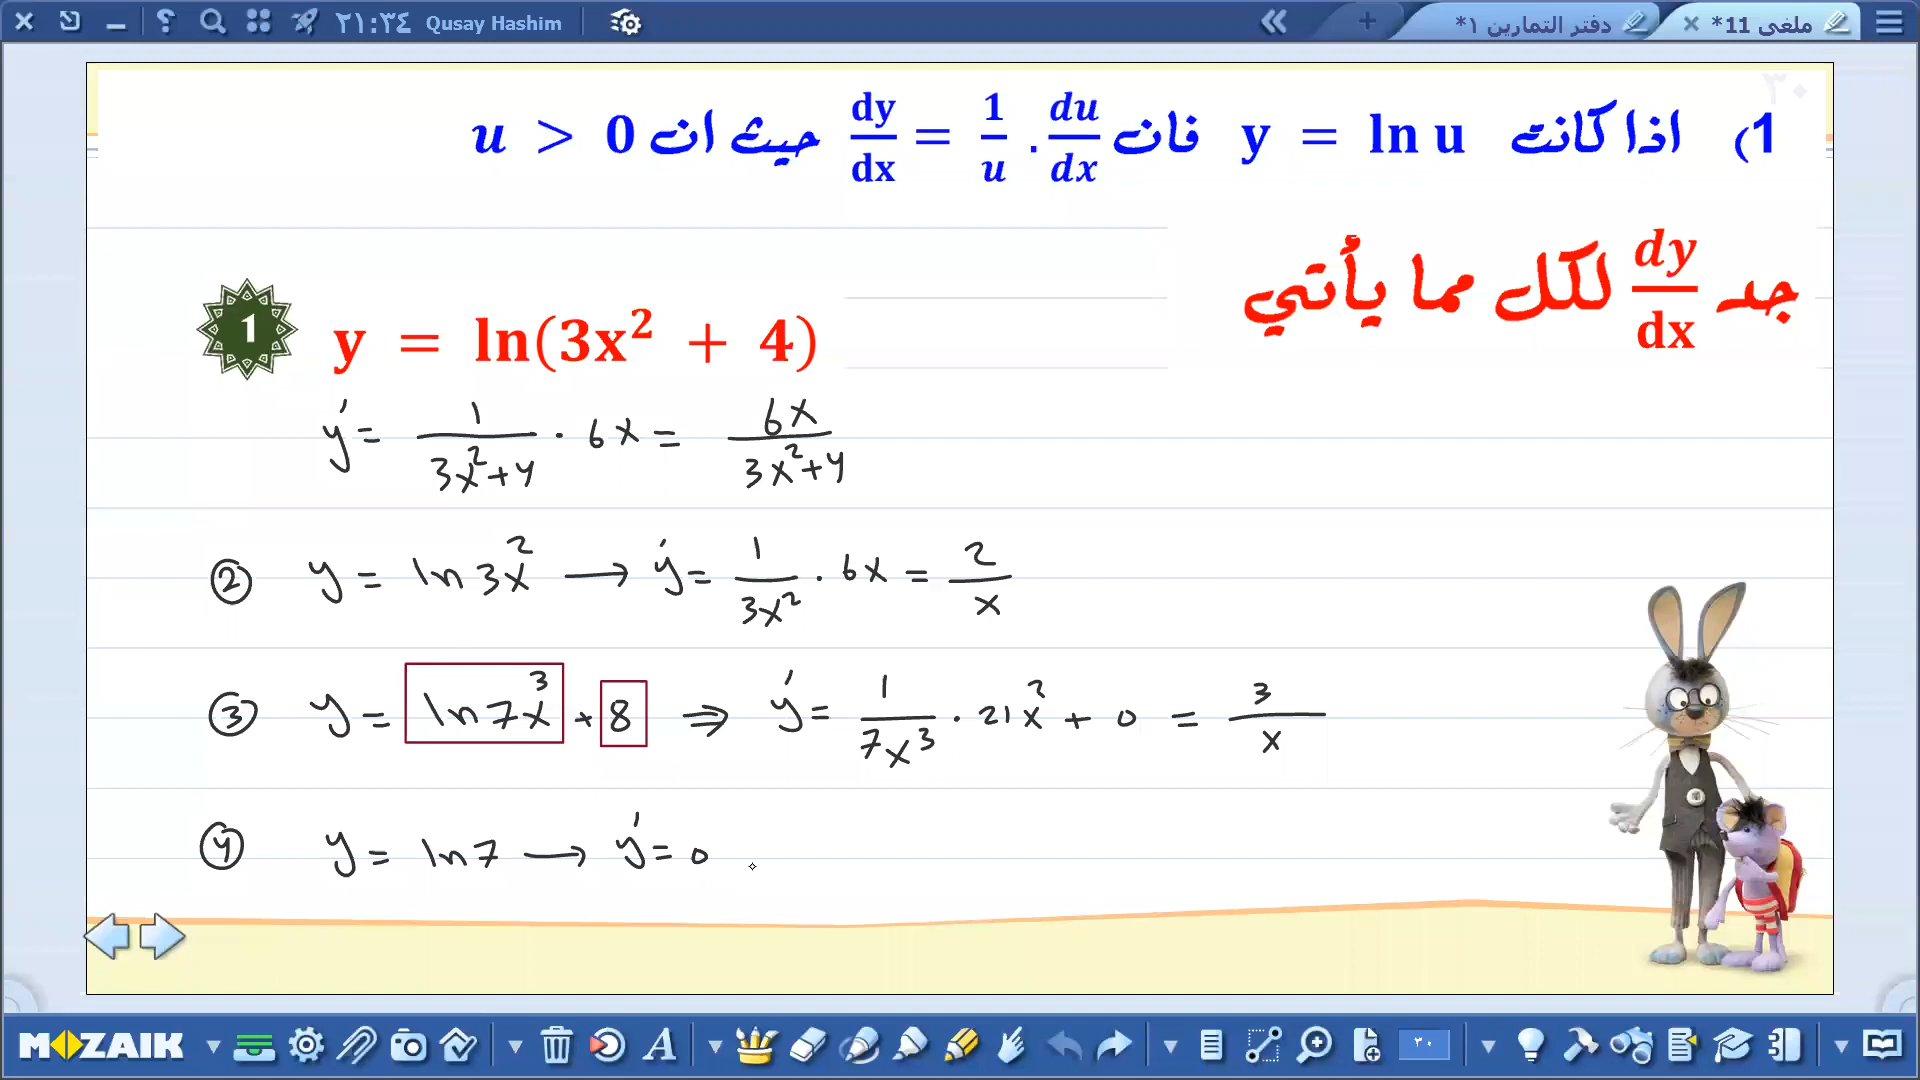 ٢١:٣٤ Qusay Hashim
دفتر التمارين ١*
ملغى 11*
٣٠
1) اذا كانت y = ln u فان dy/dx = 1/u . du/dx حيث ان u > 0
جد dy/dx لكل مما يأتي
1 y = ln(3x² + 4)
y' = 1/(3x²+4) · 6x = 6x/(3x²+4)
② y = ln 3x² → y' = 1/(3x²) · 6x = 2/x
③ y = ln 7x³ + 8 ⇒ y' = 1/(7x³) · 21x² + 0 = 3/x
④ y = ln 7 → y' = 0
MOZAIK
٣٠